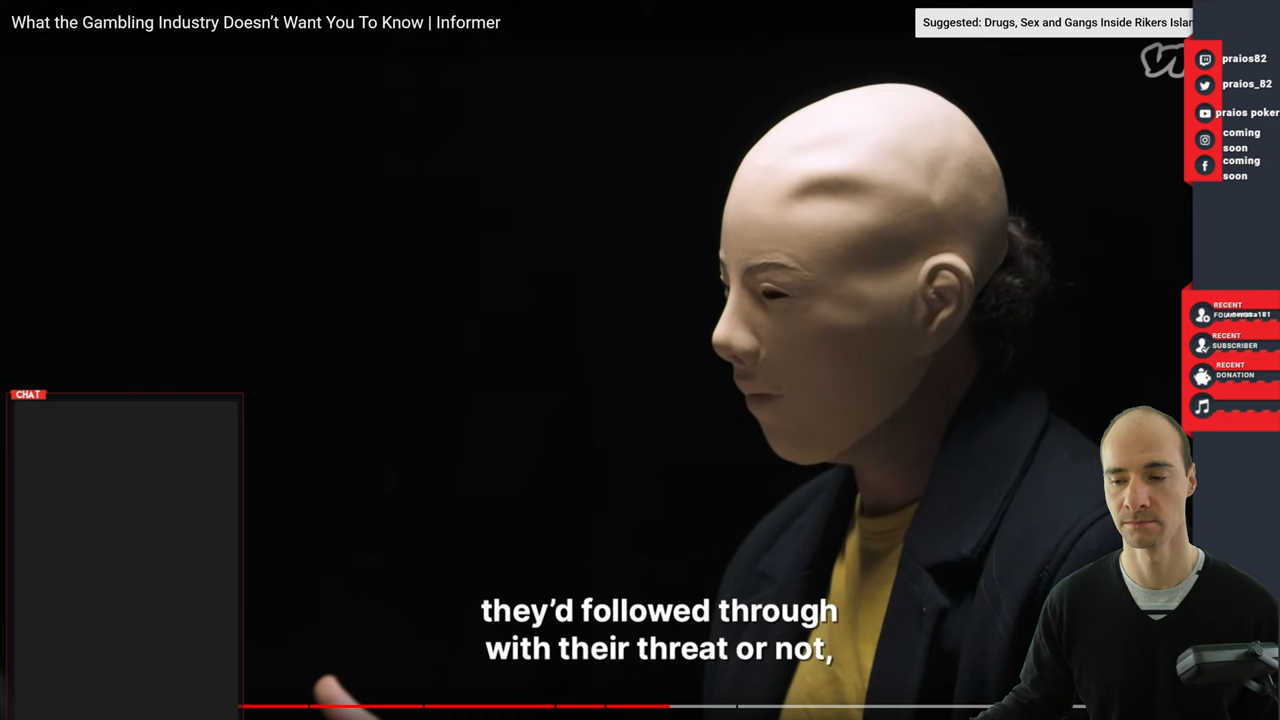 What the Gambling Industry Doesn't Want You To Know | Informer
Suggested: Drugs, Sex and Gangs Inside Rikers
praios82
praios_82
praios poker
coming
soon
coming
soon
RECENT
RECENT
SUBSCRIBER
RECENT
DONATION
CHAT
they'd followed through
with their threat or not,